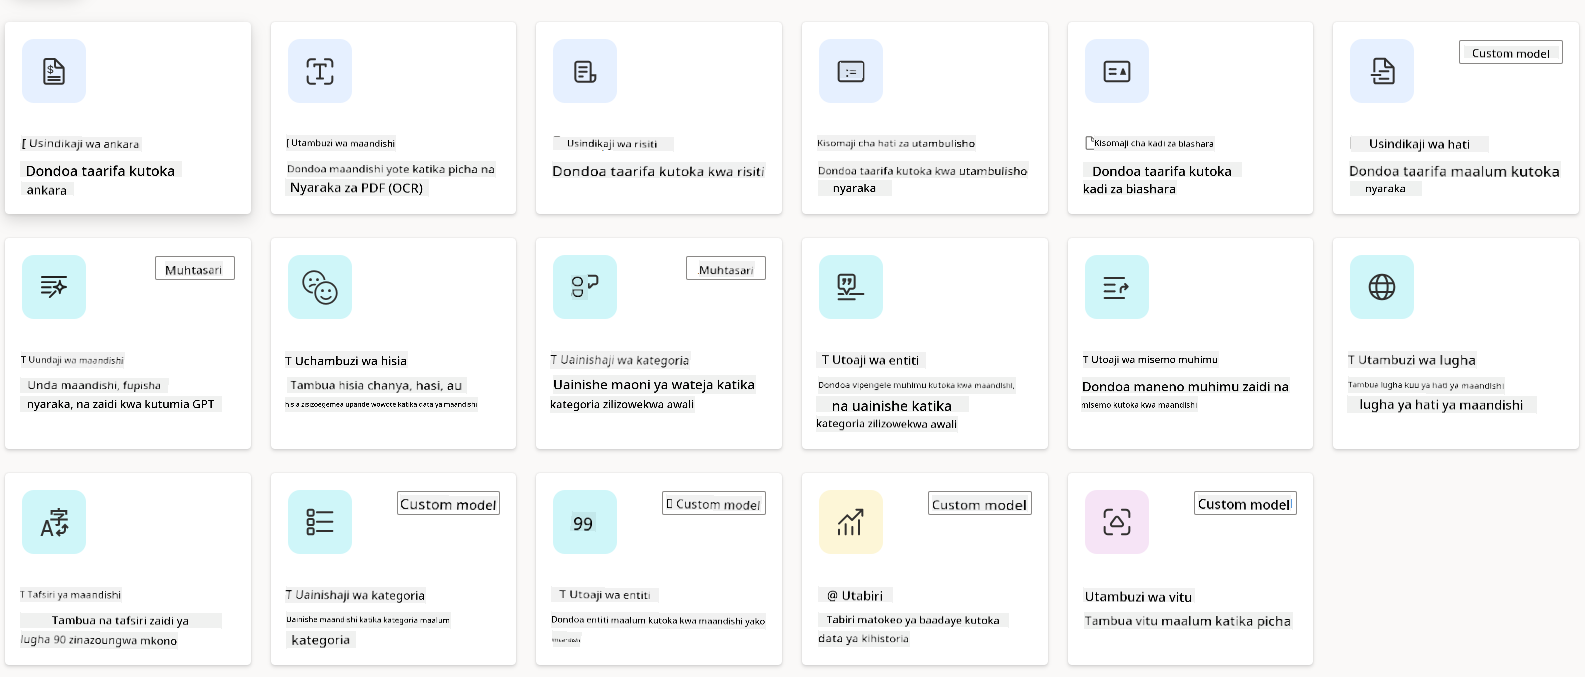 Custom model
Usindikaji wa ankara
Dondoa taarifa kutoka
ankara
Utambuzi wa maandishi
Dondoa maandishi yote katika picha na
Nyaraka za PDF (OCR)
Usindikaji wa risiti
Dondoa taarifa kutoka kwa risiti
Kisomaji cha hati za utambulisho
Dondoa taarifa kutoka kwa utambulisho
nyaraka
Kisomaji cha kadi za biashara
Dondoa taarifa kutoka
kadi za biashara
Usindikaji wa hati
Dondoa taarifa maalum kutoka
nyaraka
Muhtasari
T Uundaji wa maandishi
Unda maandishi, fupisha
nyaraka, na zaidi kwa kutumia GPT
T Uchambuzi wa hisia
Tambua hisia chanya, hasi, au
hisia zisizoegemea upande wowote katika data ya maandishi
Muhtasari
T Uainishaji wa kategoria
Uainishe maoni ya wateja katika
kategoria zilizowekwa awali
T Utoaji wa entiti
Dondoa vipengele muhimu kutoka kwa maandishi,
na uainishe katika
kategoria zilizowekwa awali
T Utoaji wa misemo muhimu
Dondoa maneno muhimu zaidi na
misemo kutoka kwa maandishi
T Utambuzi wa lugha
Tambua lugha kuu ya hati ya maandishi
lugha ya hati ya maandishi
T Tafsiri ya maandishi
Tambua na tafsiri zaidi ya
lugha 90 zinazoungwa mkono
Custom model
T Uainishaji wa kategoria
Uainishe maandishi katika kategoria maalum
kategoria
99
Custom model
T Utoaji wa entiti
Dondoa entiti maalum kutoka kwa maandishi yako
Custom model
@ Utabiri
Tabiri matokeo ya baadaye kutoka
data ya kihistoria
Custom model
Utambuzi wa vitu
Tambua vitu maalum katika picha